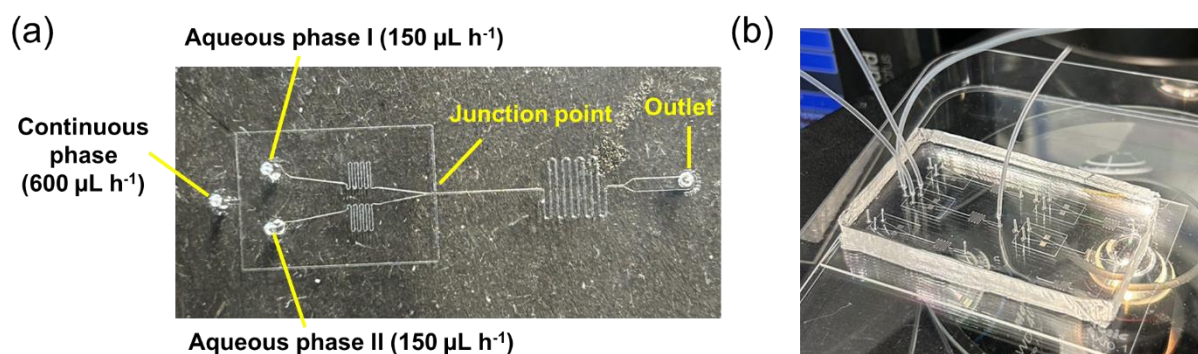 (a)
Aqueous phase I (150 µL h-1)
Continuous
phase
(600 µL h-1)
Junction point
Outlet
Aqueous phase II (150 µL h-1)
(b)